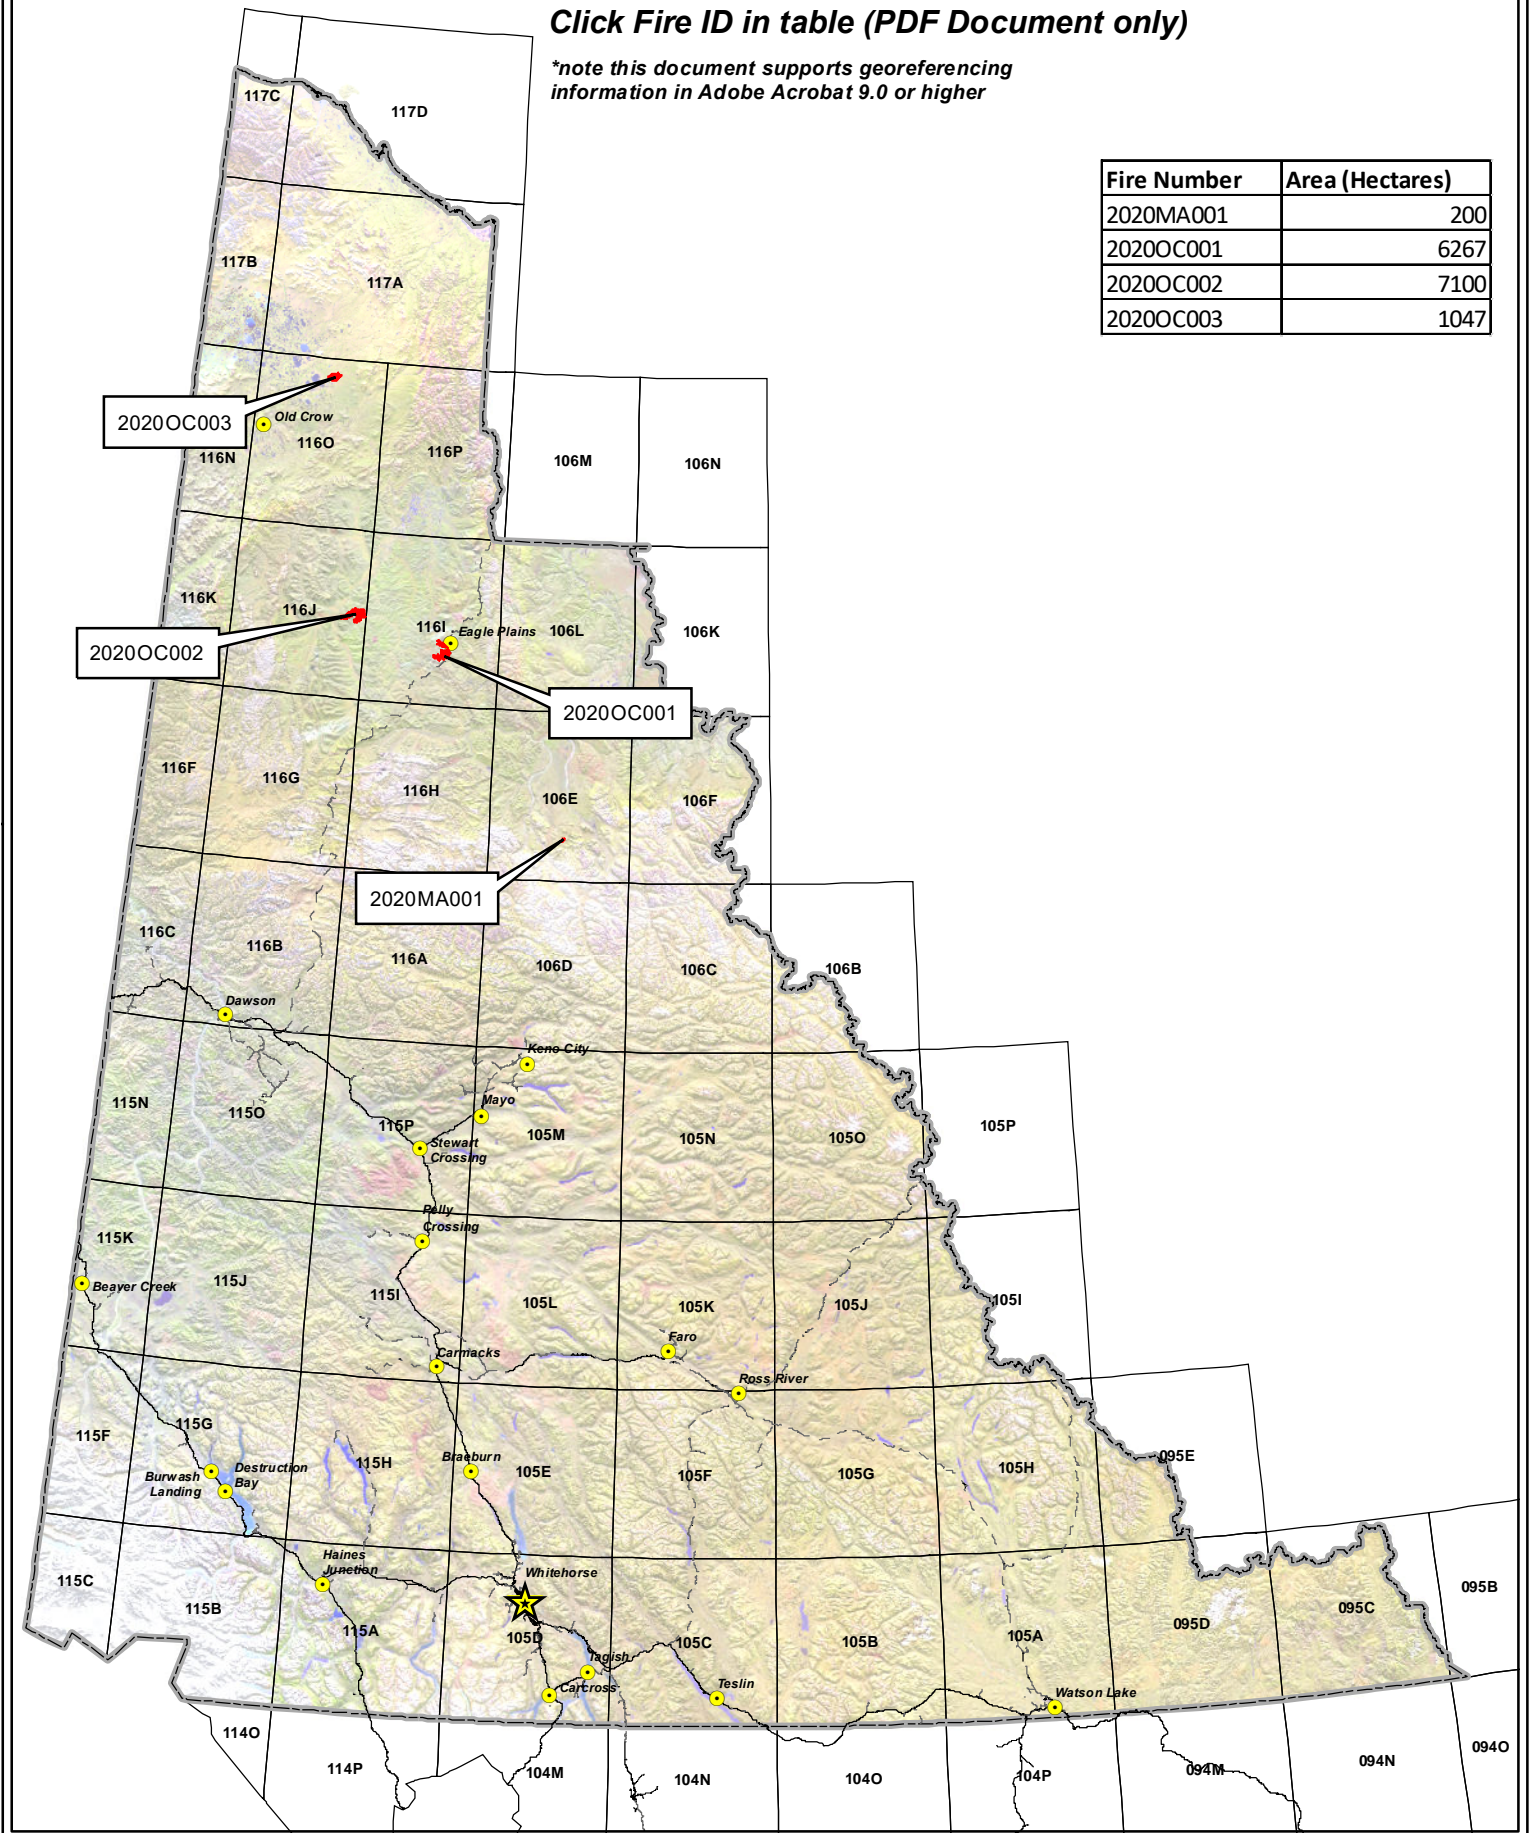 Click Fire ID in table (PDF Document only)
*note this document supports georeferencing
information in Adobe Acrobat 9.0 or higher
Fire Number Area (Hectares)
2020MA001 200
2020OC001 6267
2020OC002 7100
2020OC003 1047
117C
117D
117B
117A
2020OC003
Old Crow
116N
116O
116P
106M
106N
116K
116J
116I
Eagle Plains
106L
106K
2020OC002
2020OC001
116F
116G
116H
106E
106F
2020MA001
116C
116B
116A
106D
106C
106B
Dawson
Keno City
115N
115O
Mayo
115P
105M
105N
105O
105P
Stewart
Crossing
Pelly
Crossing
115K
Beaver Creek
115J
115I
105L
105K
105J
105I
Faro
Carmacks
Ross River
115F
115G
Burwash
Landing
Destruction
Bay
115H
Braeburn
105E
105F
105G
105H
095E
Haines
Junction
Whitehorse
115C
115B
115A
105D
105C
105B
105A
095D
095C
095B
Tagish
Carcross
Teslin
Watson Lake
114O
114P
104M
104N
104O
104P
094M
094N
094O